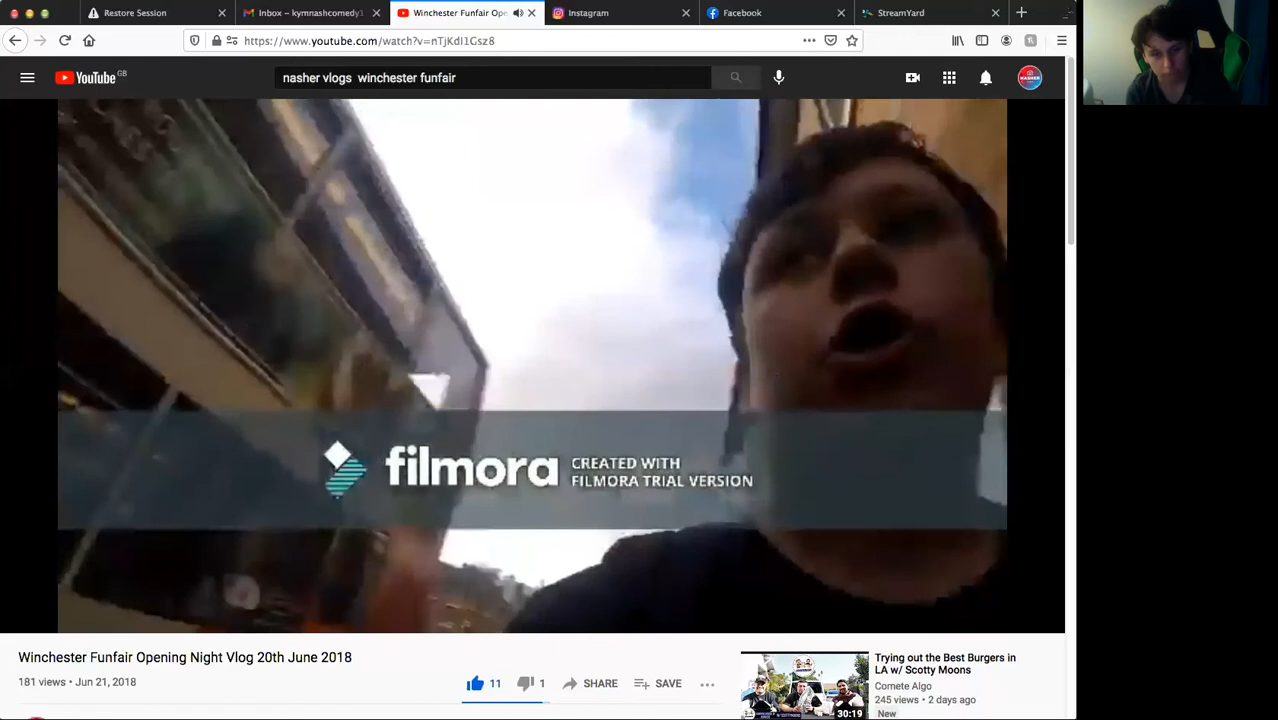 Restore Session
Inbox – kymnashcomedy1
Winchester Funfair Ope
Instagram
Facebook
StreamYard
https://www.youtube.com/watch?v=nTjKdI1Gsz8
YouTube GB
nasher vlogs winchester funfair
filmora
CREATED WITH
FILMORA TRIAL VERSION
Winchester Funfair Opening Night Vlog 20th June 2018
181 views • Jun 21, 2018
11
1
SHARE
SAVE
Trying out the Best Burgers in
LA w/ Scotty Moons
Comete Algo
245 views • 2 days ago
New
30:19